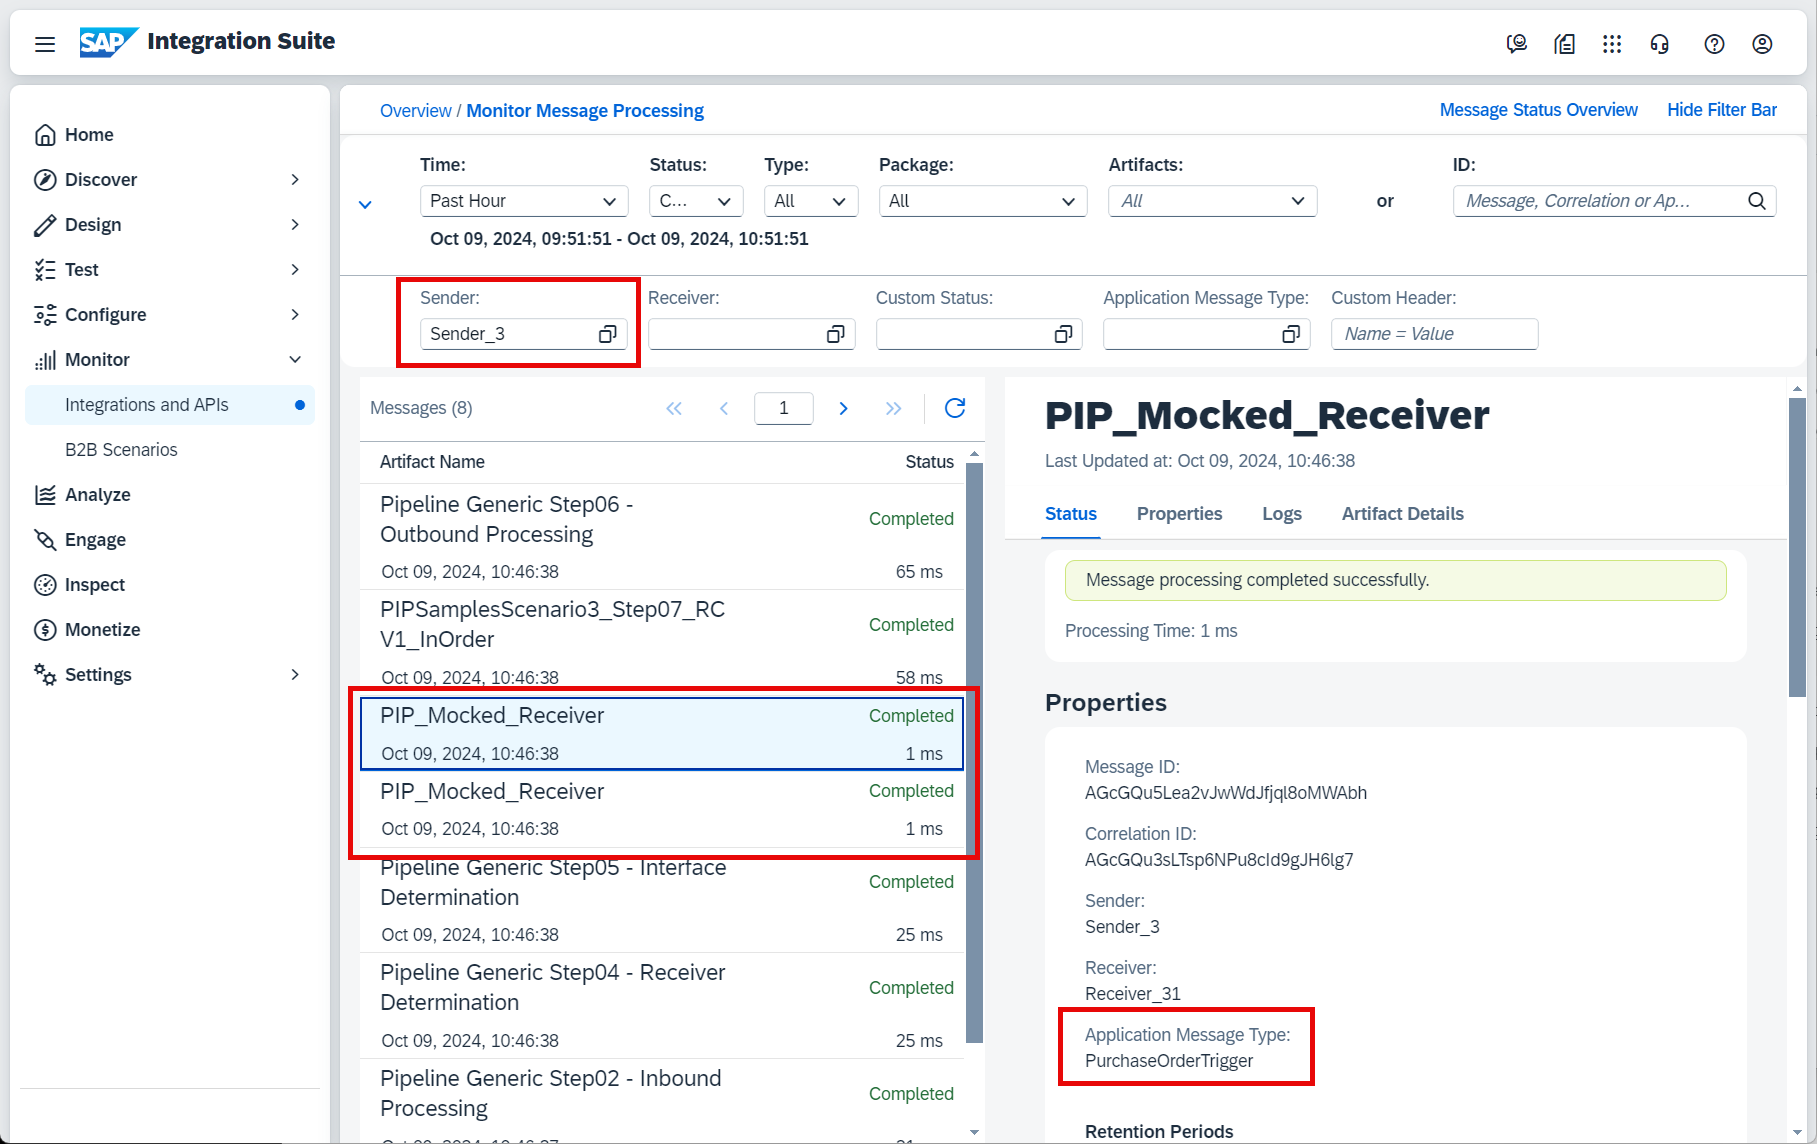 SAP Integration Suite
Home
Discover
Design
Test
Configure
Monitor
Integrations and APIs
B2B Scenarios
Analyze
Engage
Inspect
Monetize
Settings
Overview / Monitor Message Processing
Message Status Overview
Hide Filter Bar
Time:
Status:
Type:
Package:
Artifacts:
ID:
Past Hour
C...
All
All
All
or
Message, Correlation or Ap...
Oct 09, 2024, 09:51:51 - Oct 09, 2024, 10:51:51
Sender:
Receiver:
Custom Status:
Application Message Type:
Custom Header:
Sender_3
Name = Value
Messages (8)
1
Artifact Name
Status
Pipeline Generic Step06 -
Outbound Processing
Completed
Oct 09, 2024, 10:46:38
65 ms
PIPSamplesScenario3_Step07_RC
V1_InOrder
Completed
Oct 09, 2024, 10:46:38
58 ms
PIP_Mocked_Receiver
Completed
Oct 09, 2024, 10:46:38
1 ms
PIP_Mocked_Receiver
Completed
Oct 09, 2024, 10:46:38
1 ms
Pipeline Generic Step05 - Interface
Determination
Completed
Oct 09, 2024, 10:46:38
25 ms
Pipeline Generic Step04 - Receiver
Determination
Completed
Oct 09, 2024, 10:46:38
25 ms
Pipeline Generic Step02 - Inbound
Processing
Completed
PIP_Mocked_Receiver
Last Updated at: Oct 09, 2024, 10:46:38
Status
Properties
Logs
Artifact Details
Message processing completed successfully.
Processing Time: 1 ms
Properties
Message ID:
AGcGQu5Lea2vJwWdJfjql8oMWAbh
Correlation ID:
AGcGQu3sLTsp6NPu8cId9gJH6lg7
Sender:
Sender_3
Receiver:
Receiver_31
Application Message Type:
PurchaseOrderTrigger
Retention Periods